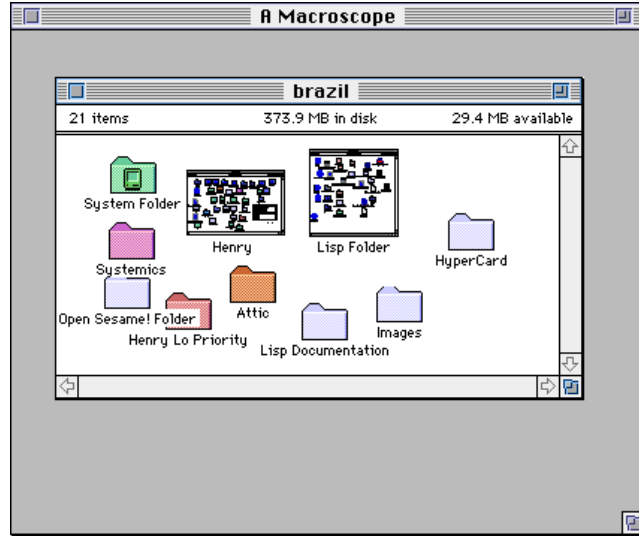 A Macroscope
brazil
21 items 373.9 MB in disk 29.4 MB available
System Folder
Henry
Lisp Folder
HyperCard
Systemics
Open Sesame! Folder
Attic
Images
Henry Lo Priority
Lisp Documentation